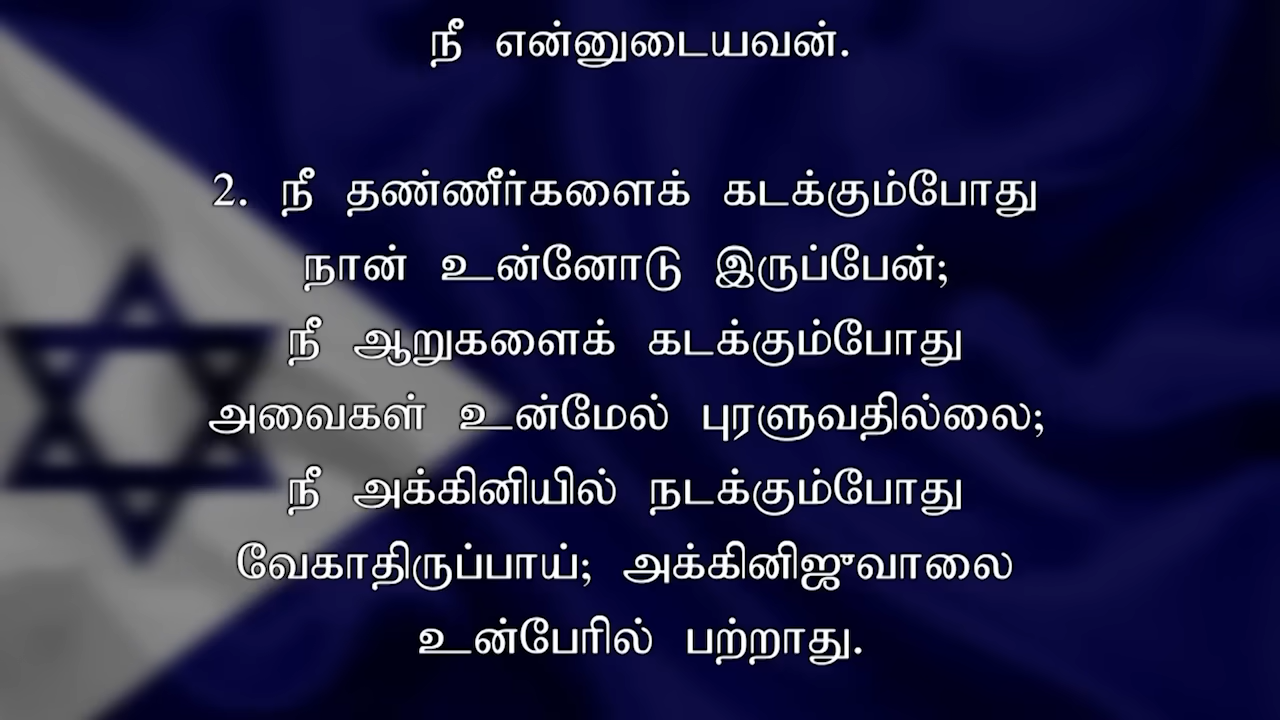 நீ என்னுடையவன்.
2. நீ தண்ணீர்களைக் கடக்கும்போது
நான் உன்னோடு இருப்பேன்;
நீ ஆறுகளைக் கடக்கும்போது
அவைகள் உன்மேல் புரளுவதில்லை;
நீ அக்கினியில் நடக்கும்போது
வேகாதிருப்பாய்; அக்கினிஜுவாலை
உன்பேரில் பற்றாது.